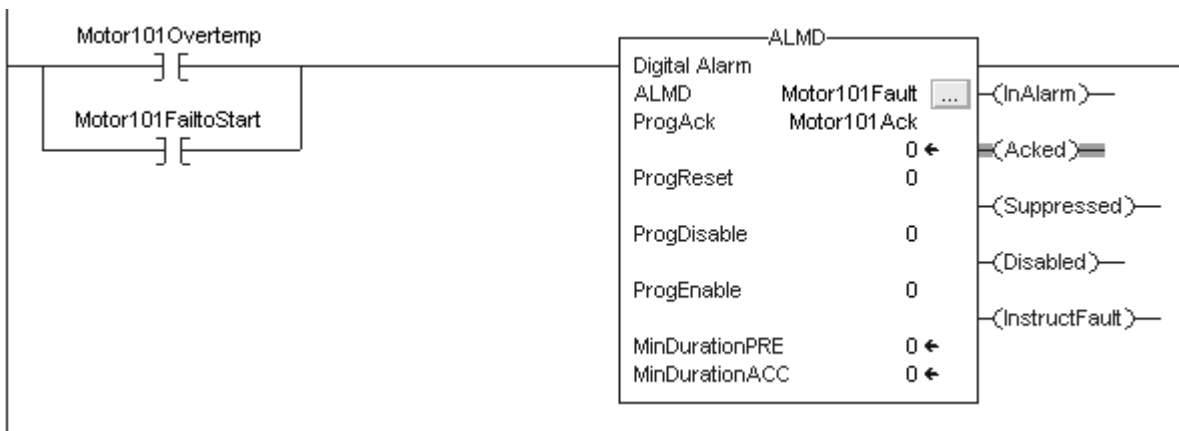 Motor101Overtemp
Motor101FailtoStart
ALMD
Digital Alarm
ALMD Motor101Fault ...
ProgAck Motor101Ack
0
ProgReset 0
ProgDisable 0
ProgEnable 0
MinDurationPRE 0
MinDurationACC 0
(InAlarm)
(Acked)
(Suppressed)
(Disabled)
(InstructFault)